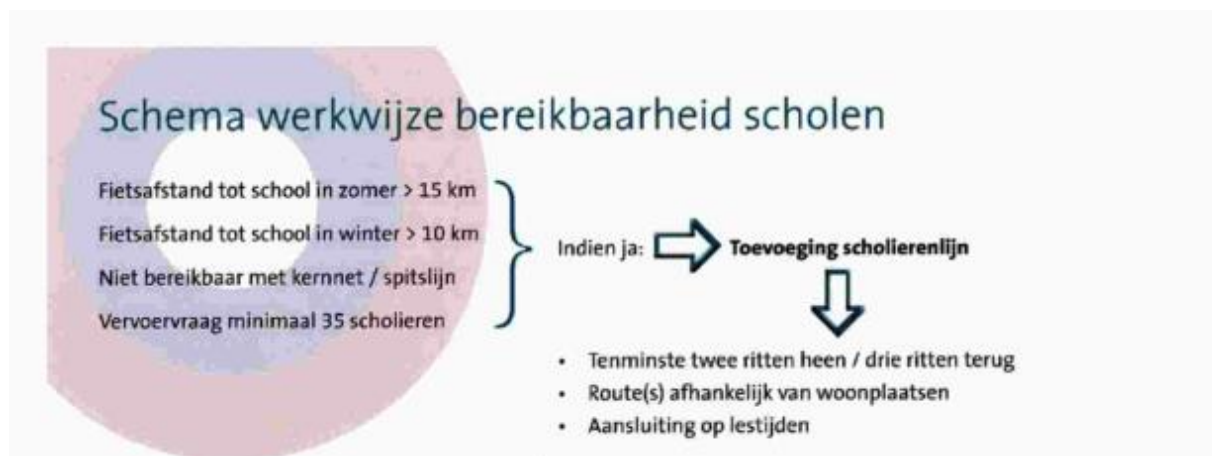 Schema werkwijze bereikbaarheid scholen
Fietsafstand tot school in zomer > 15 km
Fietsafstand tot school in winter > 10 km
Niet bereikbaar met kernnet / spitslijn
Vervoervraag minimaal 35 scholieren
Indien ja:
Toevoeging scholierenlijn
• Tenminste twee ritten heen / drie ritten terug
• Route(s) afhankelijk van woonplaatsen
• Aansluiting op lestijden